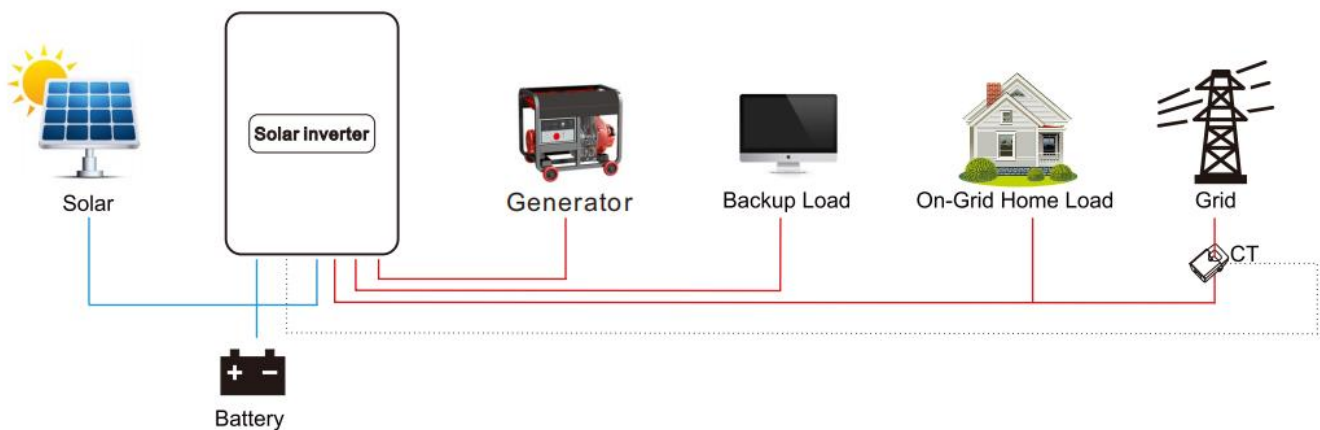 Solar inverter
Solar
Generator
Backup Load
On-Grid Home Load
Grid
CT
Battery